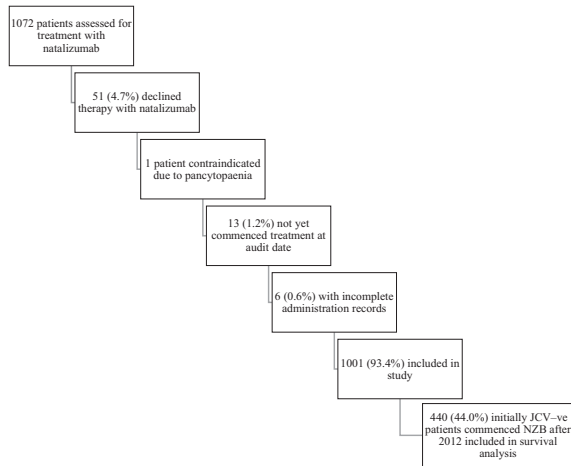 1072 patients assessed for
treatment with
natalizumab
51 (4.7%) declined
therapy with natalizumab
1 patient contraindicated
due to pancytopaenia
13 (1.2%) not yet
commenced treatment at
audit date
6 (0.6%) with incomplete
administration records
1001 (93.4%) included in
study
440 (44.0%) initially JCV–ve
patients commenced NZB after
2012 included in survival
analysis